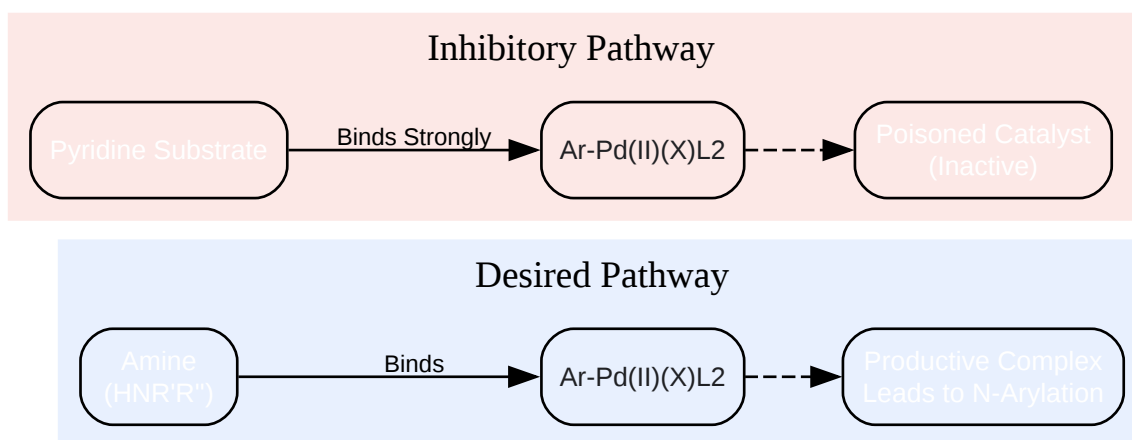 Inhibitory Pathway
Pyridine Substrate
Binds Strongly
Ar-Pd(II)(X)L2
Poisoned Catalyst
(Inactive)
Desired Pathway
Amine
(HNR'R'')
Binds
Ar-Pd(II)(X)L2
Productive Complex
Leads to N-Arylation